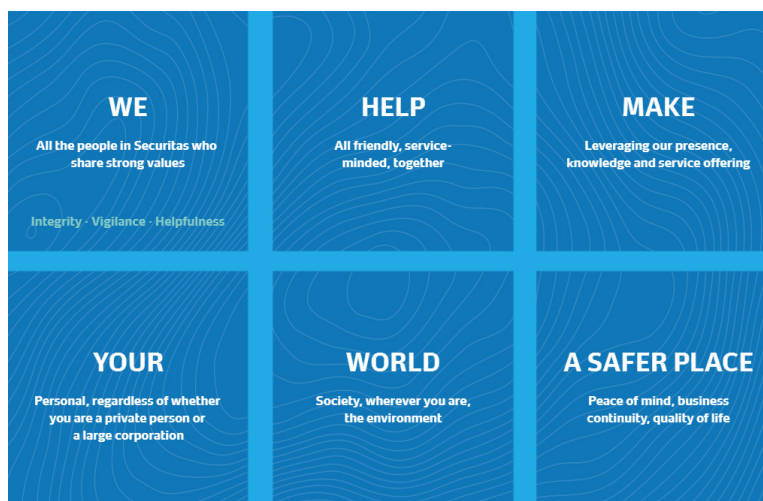 WE
All the people in Securitas who
share strong values
Integrity - Vigilance - Helpfulness
HELP
All friendly, service-
minded, together
MAKE
Leveraging our presence,
knowledge and service offering
YOUR
Personal, regardless of whether
you are a private person or
a large corporation
WORLD
Society, wherever you are,
the environment
A SAFER PLACE
Peace of mind, business
continuity, quality of life